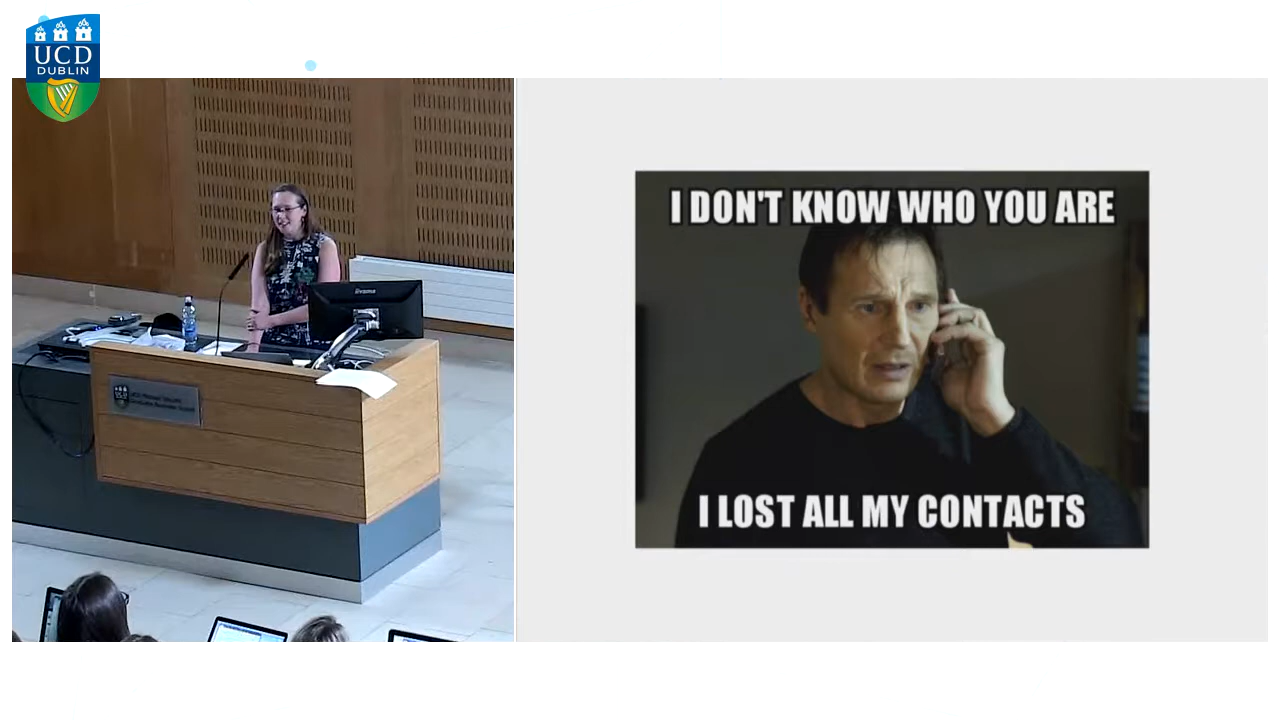 UCD
DUBLIN
I DON'T KNOW WHO YOU ARE
I LOST ALL MY CONTACTS
iiyama